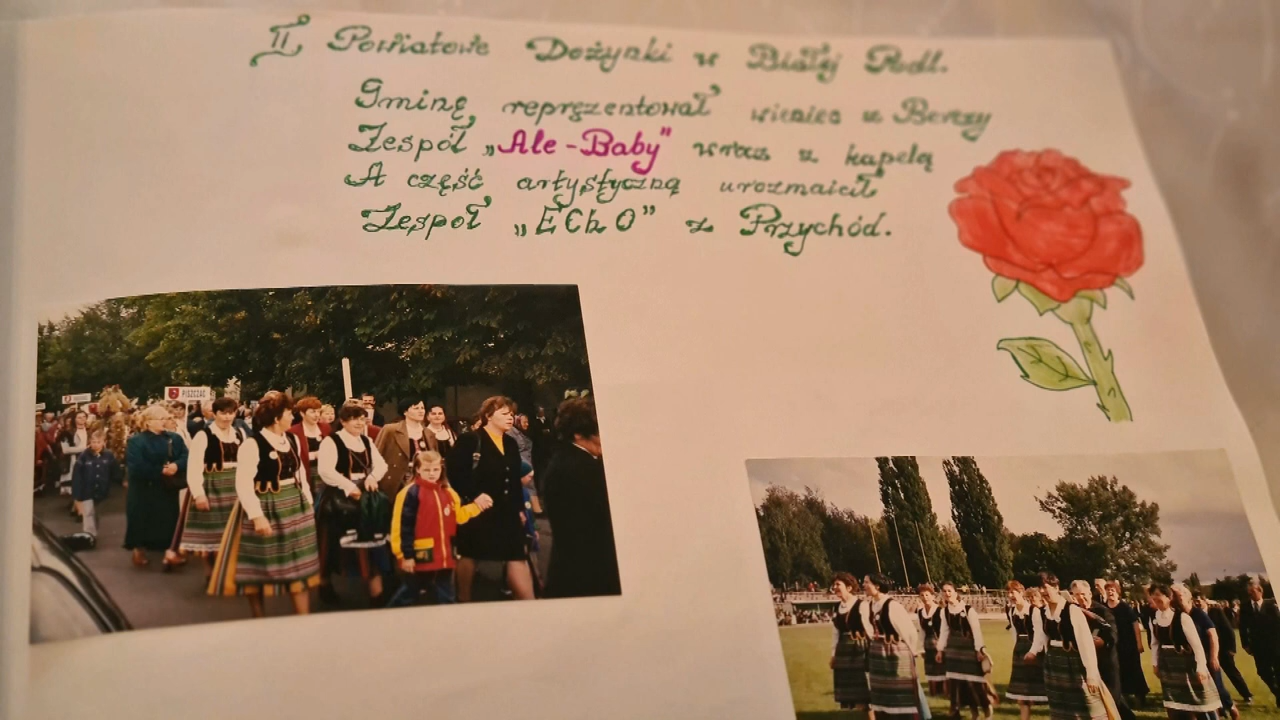 II Powiatowe Dożynki w Białej Podl.
Gminę reprezentował wieniec z
Zespół „Ale-Baby" wraz z kapelą
A część artystyczną urozmaicił
Zespół „ECHO" z Przychód.
PISZCZAC